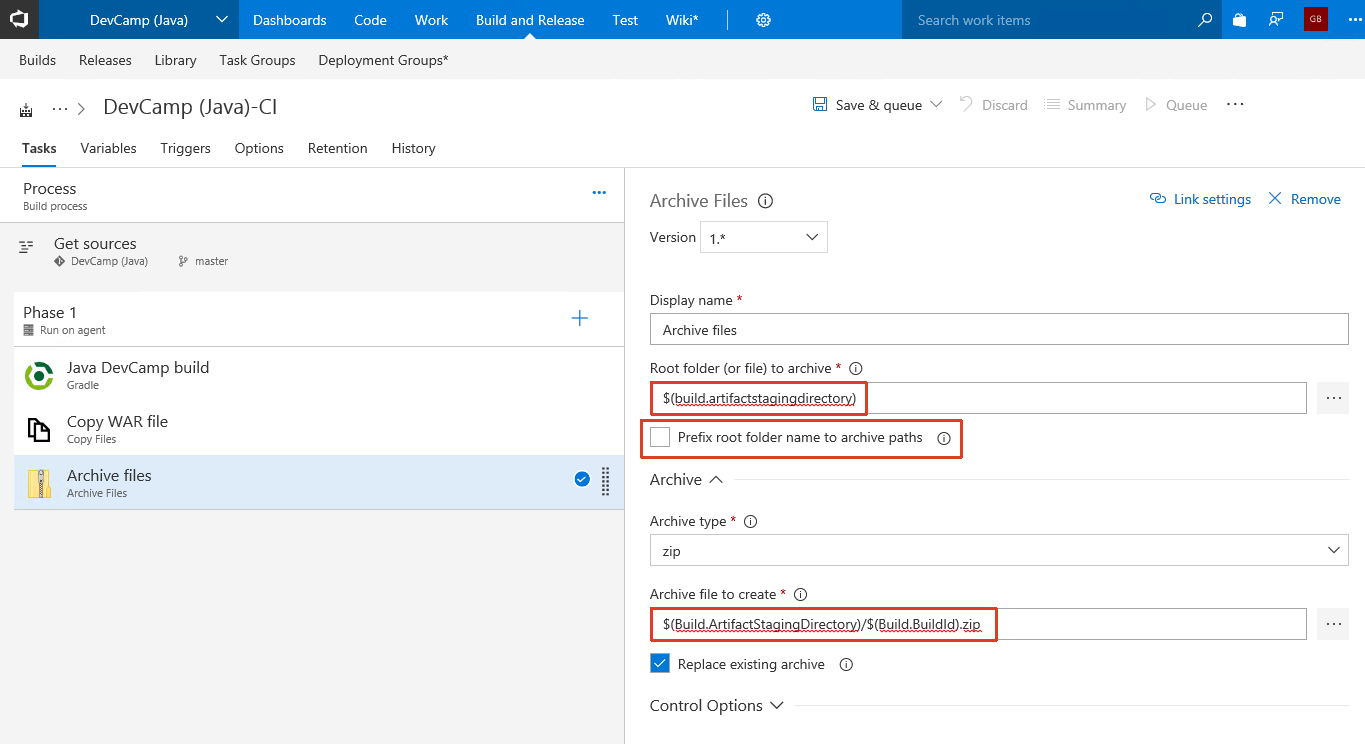 DevCamp (Java) Dashboards Code Work Build and Release Test Wiki* Search work items GB
Builds Releases Library Task Groups Deployment Groups*
DevCamp (Java)-CI Save & queue Discard Summary Queue
Tasks Variables Triggers Options Retention History
Process
Build process
Get sources
DevCamp (Java) master
Phase 1
Run on agent
Java DevCamp build
Gradle
Copy WAR file
Copy Files
Archive files
Archive Files
Archive Files Link settings Remove
Version 1.*
Display name *
Archive files
Root folder (or file) to archive *
$(build.artifactstagingdirectory)
Prefix root folder name to archive paths
Archive
Archive type *
zip
Archive file to create *
$(Build.ArtifactStagingDirectory)/$(Build.BuildId).zip
Replace existing archive
Control Options